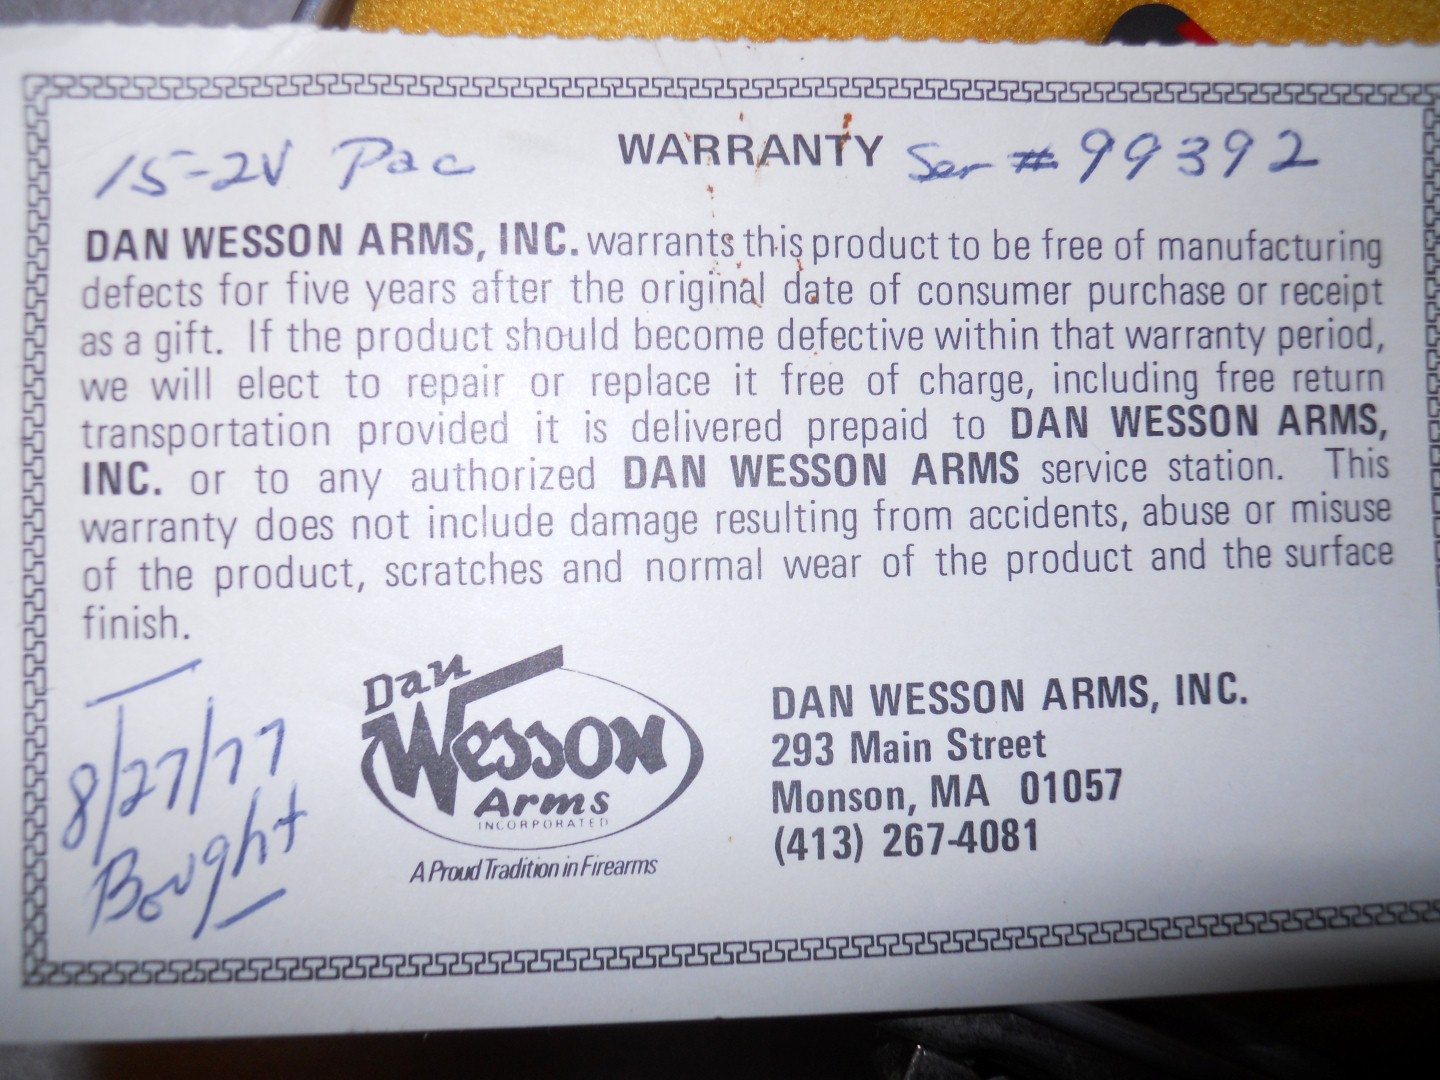 15-2V Pac WARRANTY Ser # 99392
DAN WESSON ARMS, INC. warrants this product to be free of manufacturing
defects for five years after the original date of consumer purchase or receipt
as a gift. If the product should become defective within that warranty period,
we will elect to repair or replace it free of charge, including free return
transportation provided it is delivered prepaid to DAN WESSON ARMS,
INC. or to any authorized DAN WESSON ARMS service station. This
warranty does not include damage resulting from accidents, abuse or misuse
of the product, scratches and normal wear of the product and the surface
finish.
8/27/77
Bought
Dan
Wesson
Arms
INCORPORATED
A Proud Tradition in Firearms
DAN WESSON ARMS, INC.
293 Main Street
Monson, MA 01057
(413) 267-4081